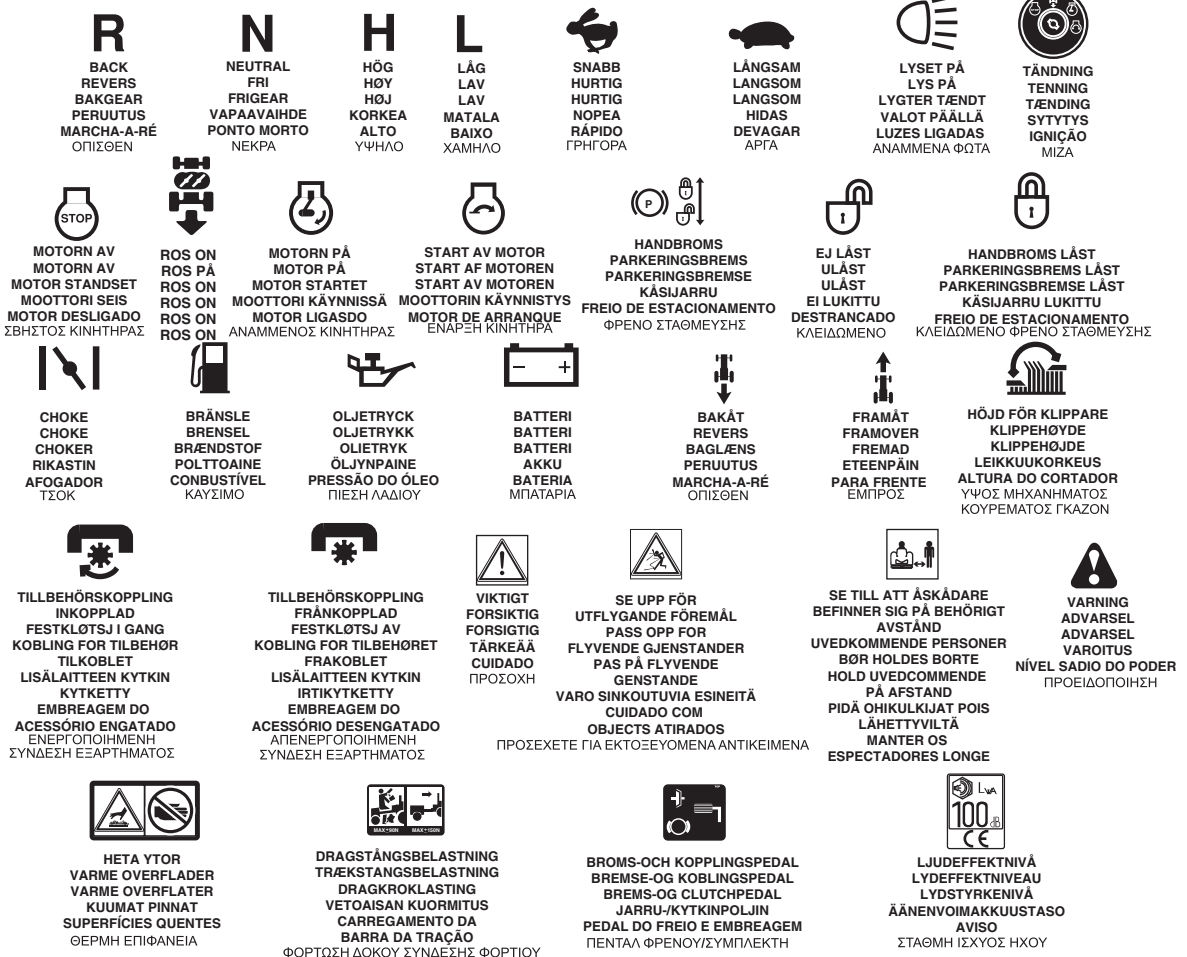 R
BACK
REVERS
BAKGEAR
PERUUTUS
MARCHA-A-RÉ
ΟΠΙΣΘΕΝ
N
NEUTRAL
FRI
FRIGEAR
VAPAAVAIHDE
PONTO MORTO
ΝΕΚΡΑ
H
HÖG
HØY
HØJ
KORKEA
ALTO
ΥΨΗΛΟ
L
LÅG
LAV
LAV
MATALA
BAIXO
ΧΑΜΗΛΟ
SNABB
HURTIG
HURTIG
NOPEA
RÁPIDO
ΓΡΗΓΟΡΑ
LÅNGSAM
LANGSOM
LANGSOM
HIDAS
DEVAGAR
ΑΡΓΑ
LYSET PÅ
LYS PÅ
LYGTER TÆNDT
VALOT PÄÄLLÄ
LUZES LIGADAS
ΑΝΑΜΜΕΝΑ ΦΩΤΑ
TÄNDNING
TENNING
TÆNDING
SYTYTYS
IGNIÇÃO
ΜΙΖΑ
STOP
MOTORN AV
MOTORN AV
MOTOR STANDSET
MOOTTORI SEIS
MOTOR DESLIGADO
ΣΒΗΣΤΟΣ ΚΙΝΗΤΗΡΑΣ
ROS ON
ROS PÅ
ROS ON
ROS ON
ROS ON
ROS ON
MOTORN PÅ
MOTOR PÅ
MOTOR STARTET
MOOTTORI KÄYNNISSÄ
MOTOR LIGASDO
ΑΝΑΜΜΕΝΟΣ ΚΙΝΗΤΗΡΑΣ
START AV MOTOR
START AF MOTOREN
START AV MOTOREN
MOOTTORIN KÄYNNISTYS
MOTOR DE ARRANQUE
ΕΝΑΡΞΗ ΚΙΝΗΤΗΡΑ
P
HANDBROMS
PARKERINGSBREMS
PARKERINGSBREMSE
KÅSIJARRU
FREIO DE ESTACIONAMENTO
ΦΡΕΝΟ ΣΤΑΘΜΕΥΣΗΣ
EJ LÅST
ULÅST
ULÅST
EI LUKITTU
DESTRANCADO
ΚΛΕΙΔΩΜΕΝΟ
HANDBROMS LÅST
PARKERINGSBREMS LÅST
PARKERINGSBREMSE LÅST
KÄSIJARRU LUKITTU
FREIO DE ESTACIONAMENTO
ΚΛΕΙΔΩΜΕΝΟ ΦΡΕΝΟ ΣΤΑΘΜΕΥΣΗΣ
CHOKE
CHOKE
CHOKER
RIKASTIN
AFOGADOR
ΤΣΟΚ
BRÄNSLE
BRENSEL
BRÆNDSTOF
POLTTOAINE
CONBUSTÍVEL
ΚΑΥΣΙΜΟ
OLJETRYCK
OLJETRYKK
OLIETRYK
ÖLJYNPAINE
PRESSÃO DO ÓLEO
ΠΙΕΣΗ ΛΑΔΙΟΥ
BATTERI
BATTERI
BATTERI
AKKU
BATERIA
ΜΠΑΤΑΡΙΑ
BAKÅT
REVERS
BAGLÆNS
PERUUTUS
MARCHA-A-RÉ
ΟΠΙΣΘΕΝ
FRAMÅT
FRAMOVER
FREMAD
ETEENPÄIN
PARA FRENTE
ΕΜΠΡΟΣ
HÖJD FÖR KLIPPARE
KLIPPEHØYDE
KLIPPEHØJDE
LEIKKUUKORKEUS
ALTURA DO CORTADOR
ΥΨΟΣ ΜΗΧΑΝΗΜΑΤΟΣ
ΚΟΥΡΕΜΑΤΟΣ ΓΚΑΖΟΝ
TILLBEHÖRSKOPPLING
INKOPPLAD
FESTKLØTSJ I GANG
KOBLING FOR TILBEHØR
TILKOBLET
LISÄLAITTEEN KYTKIN
KYTKETTY
EMBREAGEM DO
ACESSÓRIO ENGATADO
ΕΝΕΡΓΟΠΟΙΗΜΕΝΗ
ΣΥΝΔΕΣΗ ΕΞΑΡΤΗΜΑΤΟΣ
TILLBEHÖRSKOPPLING
FRÅNKOPPLAD
FESTKLØTSJ AV
KOBLING FOR TILBEHØRET
FRAKOBLET
LISÄLAITTEEN KYTKIN
IRTIKYTKETTY
EMBREAGEM DO
ACESSÓRIO DESENGATADO
ΑΠΕΝΕΡΓΟΠΟΙΗΜΕΝΗ
ΣΥΝΔΕΣΗ ΕΞΑΡΤΗΜΑΤΟΣ
VIKTIGT
FORSIKTIG
FORSIGTIG
TÄRKEÄÄ
CUIDADO
ΠΡΟΣΟΧΗ
SE UPP FÖR
UTFLYGANDE FÖREMÅL
PASS OPP FOR
FLYVENDE GJENSTANDER
PAS PÅ FLYVENDE
GENSTANDE
VARO SINKOUTUVIA ESINEITÄ
CUIDADO COM
OBJECTS ATIRADOS
ΠΡΟΣΕΧΕΤΕ ΓΙΑ ΕΚΤΟΞΕΥΟΜΕΝΑ ΑΝΤΙΚΕΙΜΕΝΑ
SE TILL ATT ÅSKÅDARE
BEFINNER SIG PÅ BEHÖRIGT
AVSTÅND
UVEDKOMMENDE PERSONER
BØR HOLDES BORTE
HOLD UVEDCOMMENDE
PÅ AFSTAND
PIDÄ OHIKULKIJAT POIS
LÄHETTYVILTÄ
MANTER OS
ESPECTADORES LONGE
VARNING
ADVARSEL
ADVARSEL
VAROITUS
NÍVEL SADIO DO PODER
ΠΡΟΕΙΔΟΠΟΙΗΣΗ
HETA YTOR
VARME OVERFLADER
VARME OVERFLATER
KUUMAT PINNAT
SUPERFÍCIES QUENTES
ΘΕΡΜΗ ΕΠΙΦΑΝΕΙΑ
MAX 90N MAX 150N
DRAGSTÅNGSBELASTNING
TRÆKSTANGSBELASTNING
DRAGKROKLASTING
VETOAISAN KUORMITUS
CARREGAMENTO DA
BARRA DA TRAÇÃO
ΦΟΡΤΩΣΗ ΔΟΚΟΥ ΣΥΝΔΕΣΗΣ ΦΟΡΤΙΟΥ
BROMS-OCH KOPPLINGSPEDAL
BREMSE-OG KOBLINGSPEDAL
BREMS-OG CLUTCHPEDAL
JARRU-/KYTKINPOLJIN
PEDAL DO FREIO E EMBREAGEM
ΠΕΝΤΑΛ ΦΡΕΝΟΥ/ΣΥΜΠΛΕΚΤΗ
LWA
100 dB
CE
LJUDEFFEKTNIVÅ
LYDEFFEKTNIVEAU
LYDSTYRKENIVÅ
ÄÄNENVOIMAKKUUSTASO
AVISO
ΣΤΑΘΜΗ ΙΣΧΥΟΣ ΗΧΟΥ